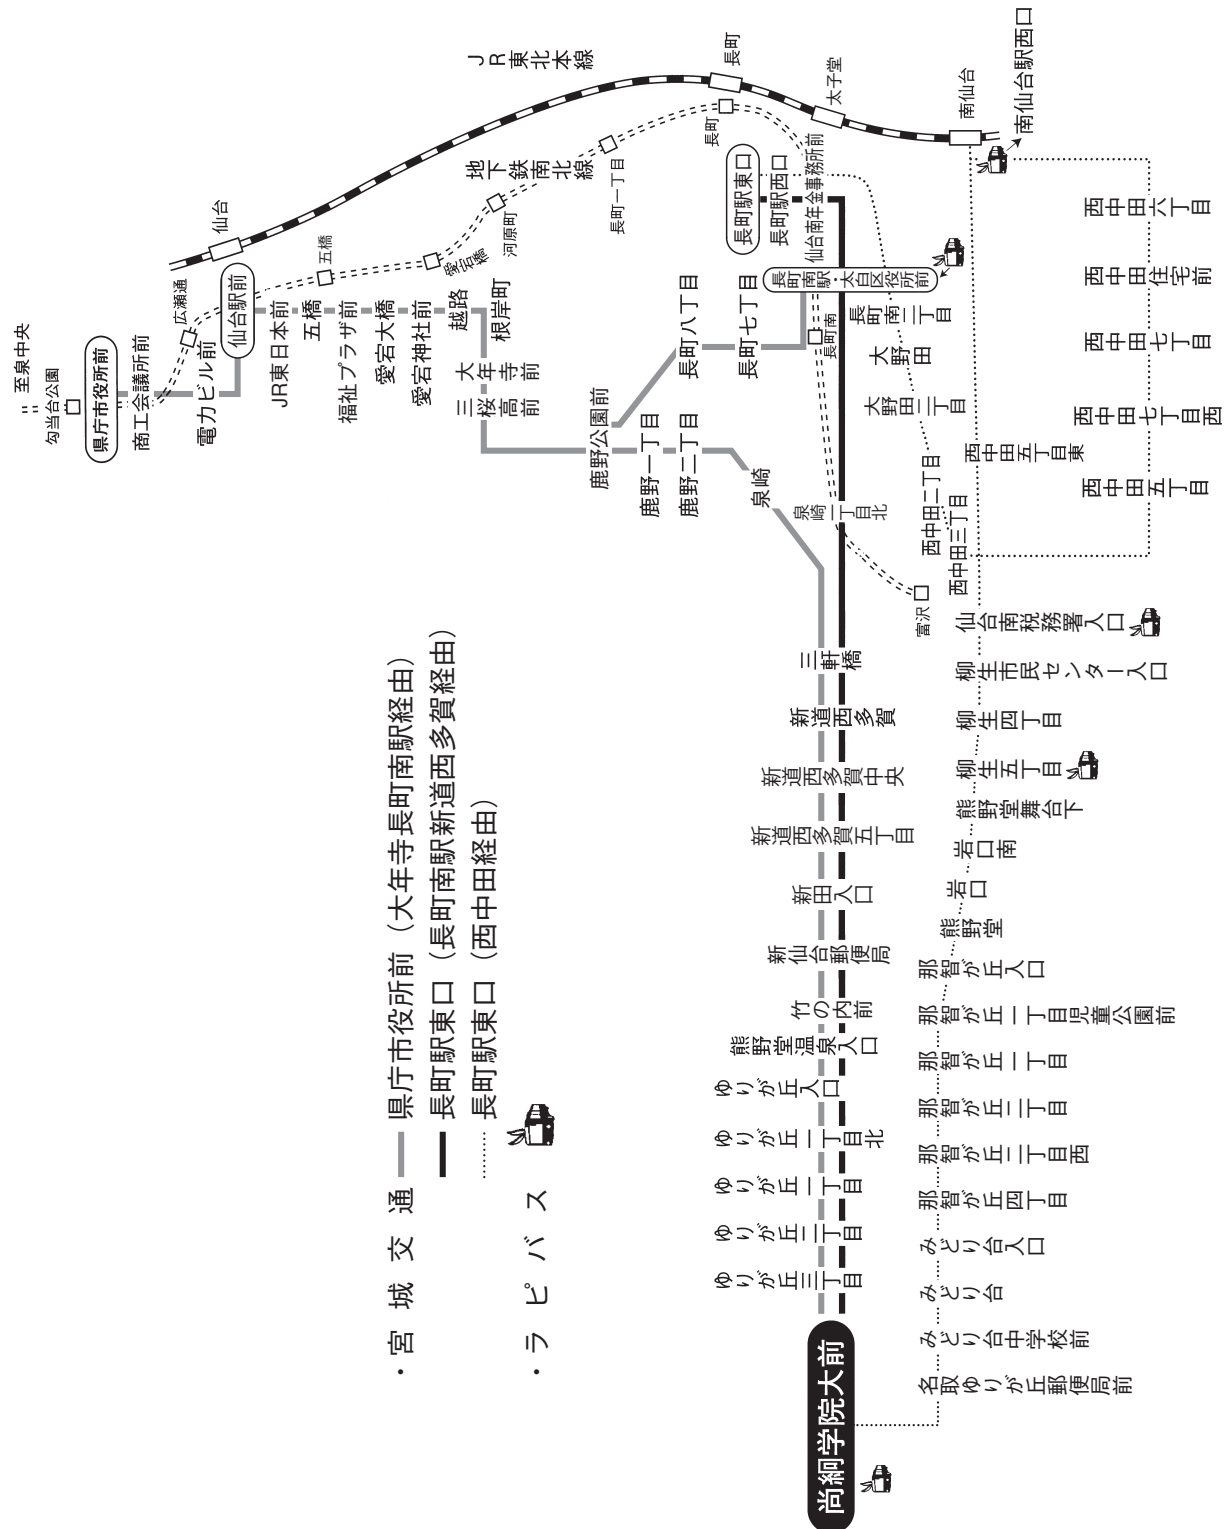 ・宮城交通
県庁市役所前（大年寺長町南駅経由）
長町駅東口（長町南駅新道西多賀経由）
長町駅東口（西中田経由）
・ラピバス
尚絅学院大前
ゆりが丘三丁目
ゆりが丘二丁目
ゆりが丘一丁目
ゆりが丘一丁目北
ゆりが丘入口
熊野堂温泉入口
竹の内前
新仙台郵便局
新田入口
新道西多賀五丁目
新道西多賀中央
新道西多賀
三軒橋
泉崎
泉崎一丁目北
鹿野二丁目
鹿野一丁目
鹿野公園前
長町八丁目
長町七丁目
三桜高前
大年寺前
根岸町
越路
愛宕神社前
愛宕大橋
福祉プラザ前
五橋
JR東日本前
仙台駅前
電力ビル前
商工会議所前
県庁市役所前
至泉中央
勾当台公園
広瀬通
仙台
五橋
愛宕橋
河原町
長町一丁目
長町
長町南
富沢
地下鉄南北線
JR東北本線
長町
太子堂
南仙台
南仙台駅西口
長町駅東口
長町駅西口
仙台南年金事務所前
長町南駅・太白区役所前
長町南二丁目
大野田
大野田二丁目
西中田二丁目
西中田三丁目
西中田五丁目東
西中田六丁目
西中田住宅前
西中田七丁目
西中田七丁目西
西中田五丁目
仙台南税務署入口
柳生市民センター入口
柳生四丁目
柳生五丁目
熊野堂舞台下
岩口南
岩口
熊野堂
那智が丘入口
那智が丘一丁目児童公園前
那智が丘一丁目
那智が丘二丁目
那智が丘二丁目西
那智が丘四丁目
みどり台入口
みどり台
みどり台中学校前
名取ゆりが丘郵便局前